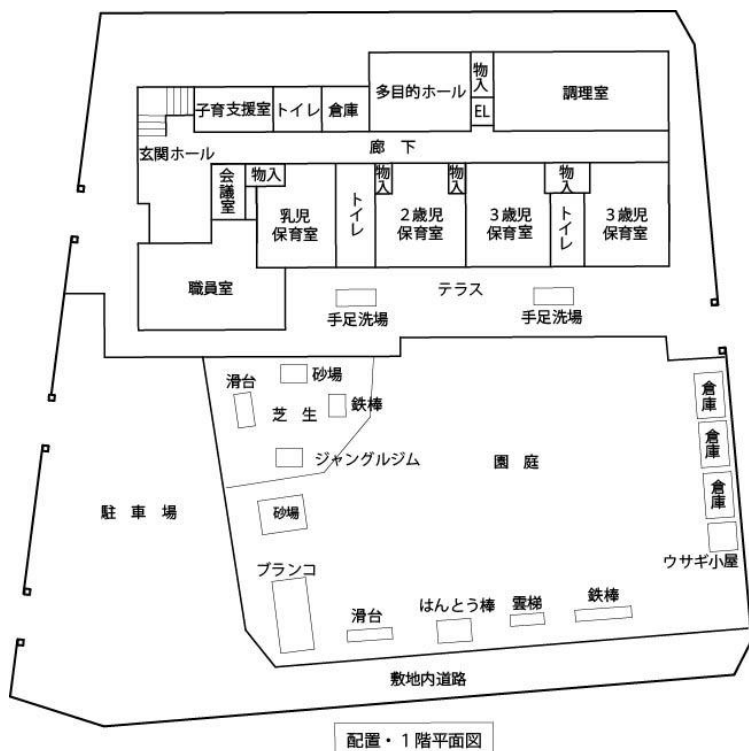 物入
多目的ホール
調理室
EL
子育支援室
トイレ
倉庫
玄関ホール
廊 下
会議室
物入
乳児
保育室
トイレ
物入
物入
2歳児
保育室
3歳児
保育室
物入
トイレ
3歳児
保育室
職員室
テラス
手足洗場
手足洗場
滑台
砂場
芝 生
鉄棒
ジャングルジム
園 庭
倉庫
倉庫
倉庫
駐 車 場
砂場
ウサギ小屋
ブランコ
滑台
はんとう棒
雲梯
鉄棒
敷地内道路
配置・1階平面図